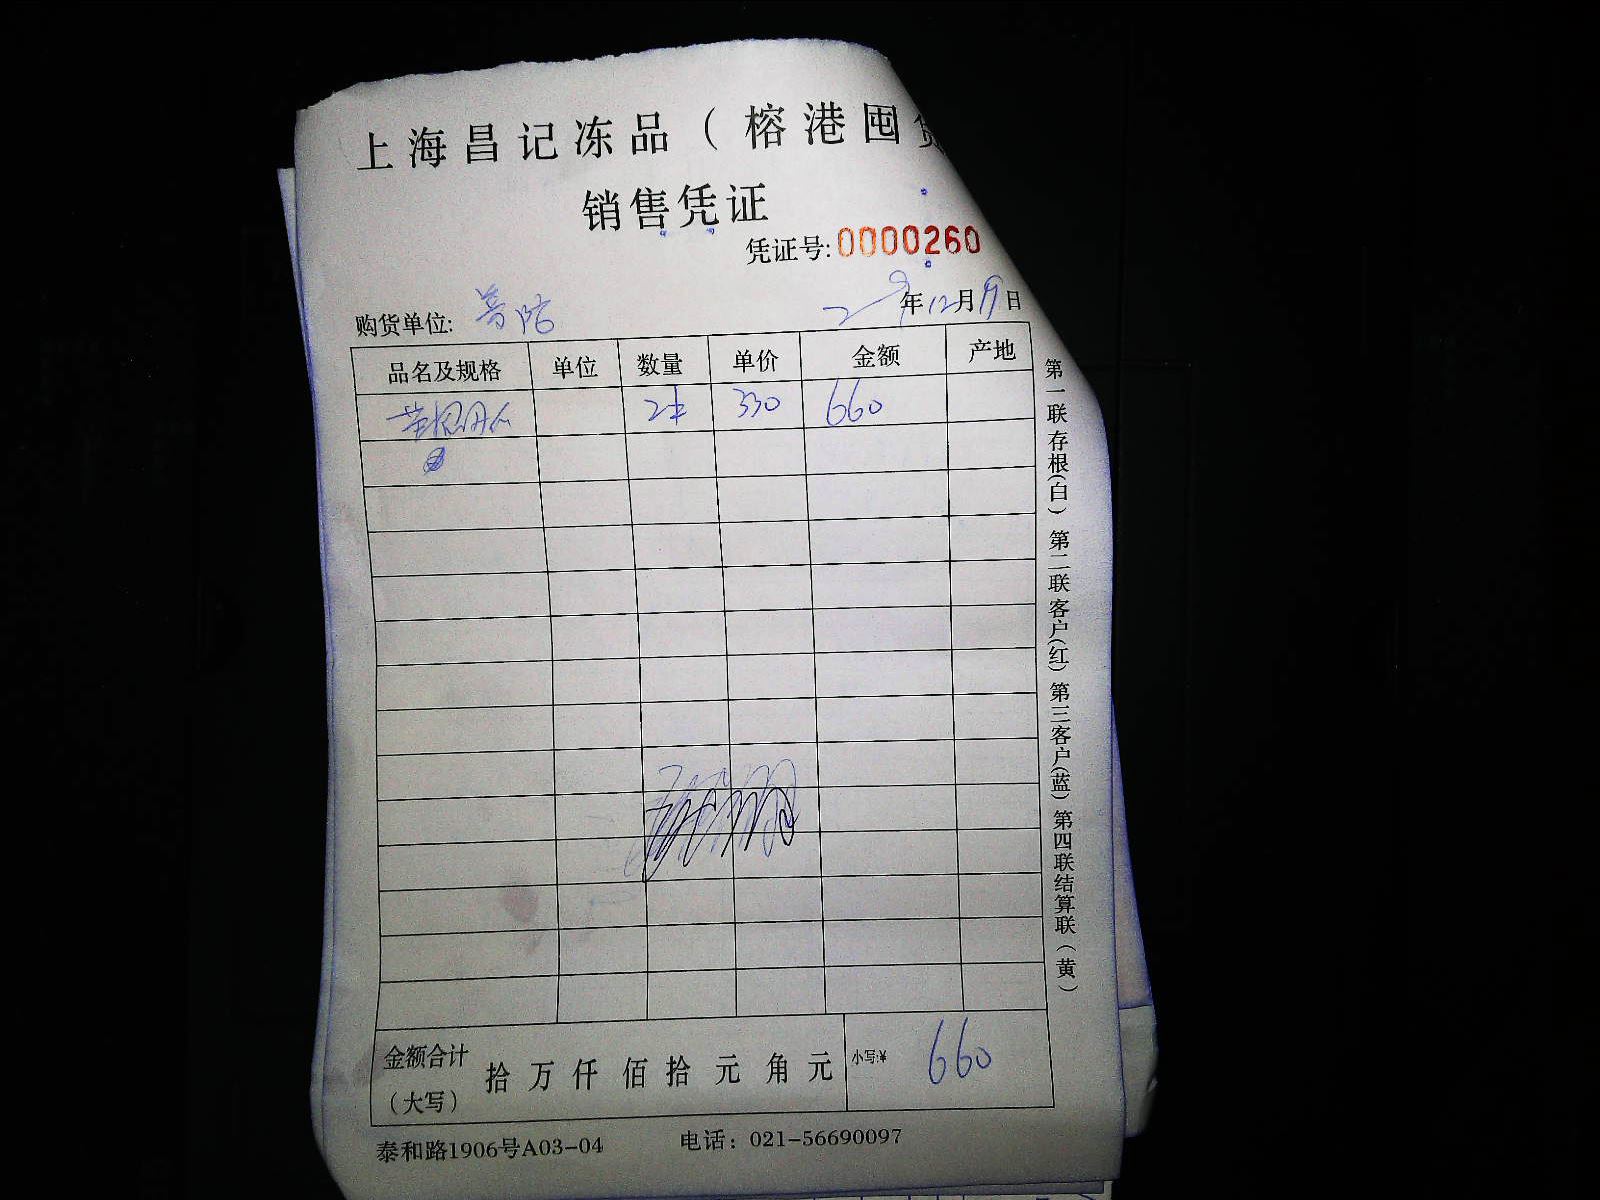 上海昌记冻品（榕港囤货
销售凭证
凭证号:0000260
购货单位: 普陀 年12月19日
品名及规格 单位 数量 单价 金额 产地
2 330 660
金额合计（大写） 拾 万 仟 佰 拾 元 角 元 小写:¥ 660
泰和路1906号A03-04 电话：021-56690097
第一联存根(白) 第二联客户(红) 第三客户(蓝) 第四联结算联（黄）